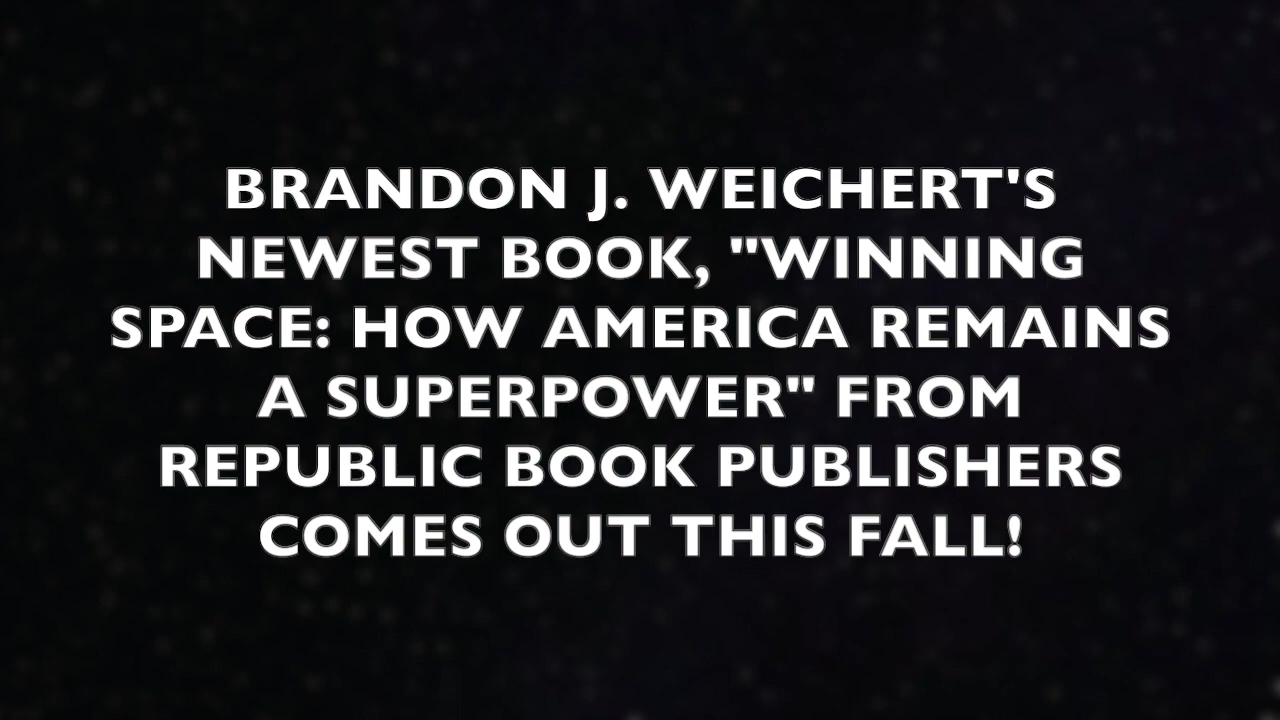 BRANDON J. WEICHERT'S
NEWEST BOOK, "WINNING
SPACE: HOW AMERICA REMAINS
A SUPERPOWER" FROM
REPUBLIC BOOK PUBLISHERS
COMES OUT THIS FALL!